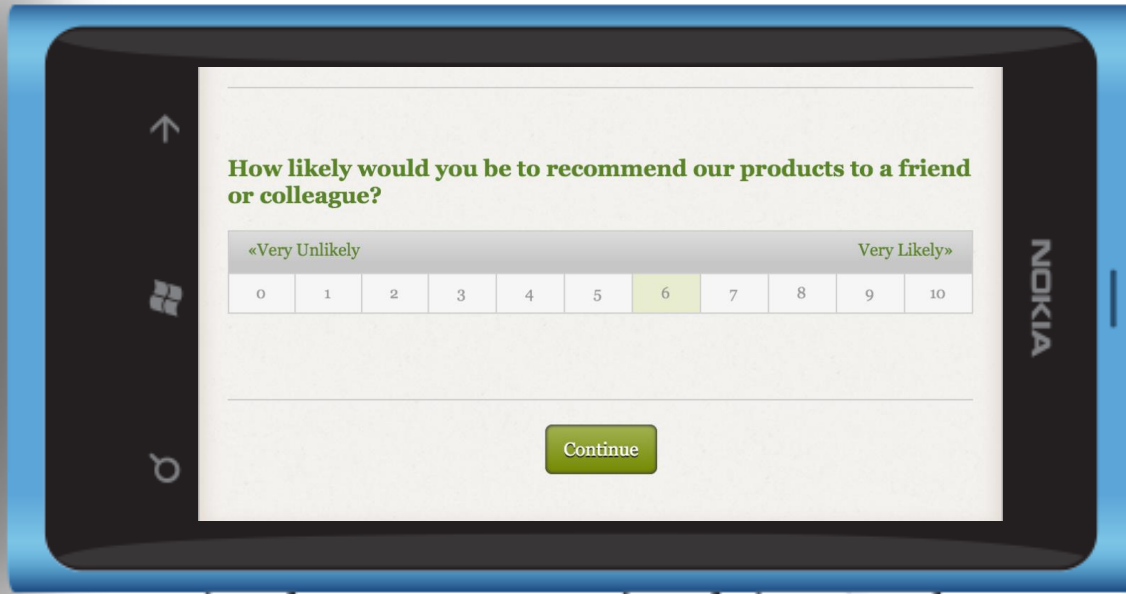 How likely would you be to recommend our products to a friend
or colleague?
«Very Unlikely Very Likely»
0 1 2 3 4 5 6 7 8 9 10
Continue
NOKIA